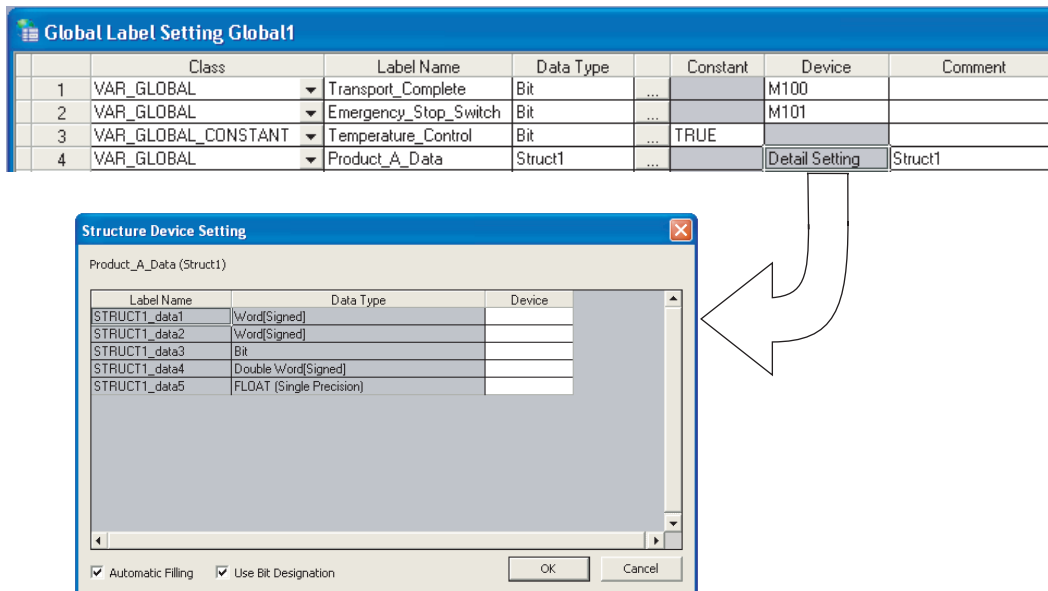 Global Label Setting Global1
Class Label Name Data Type Constant Device Comment
1 VAR_GLOBAL Transport_Complete Bit ... M100
2 VAR_GLOBAL Emergency_Stop_Switch Bit ... M101
3 VAR_GLOBAL_CONSTANT Temperature_Control Bit ... TRUE
4 VAR_GLOBAL Product_A_Data Struct1 ... Detail Setting Struct1
Structure Device Setting
Product_A_Data (Struct1)
Label Name Data Type Device
STRUCT1_data1 Word[Signed]
STRUCT1_data2 Word[Signed]
STRUCT1_data3 Bit
STRUCT1_data4 Double Word[Signed]
STRUCT1_data5 FLOAT (Single Precision)
Automatic Filling Use Bit Designation OK Cancel